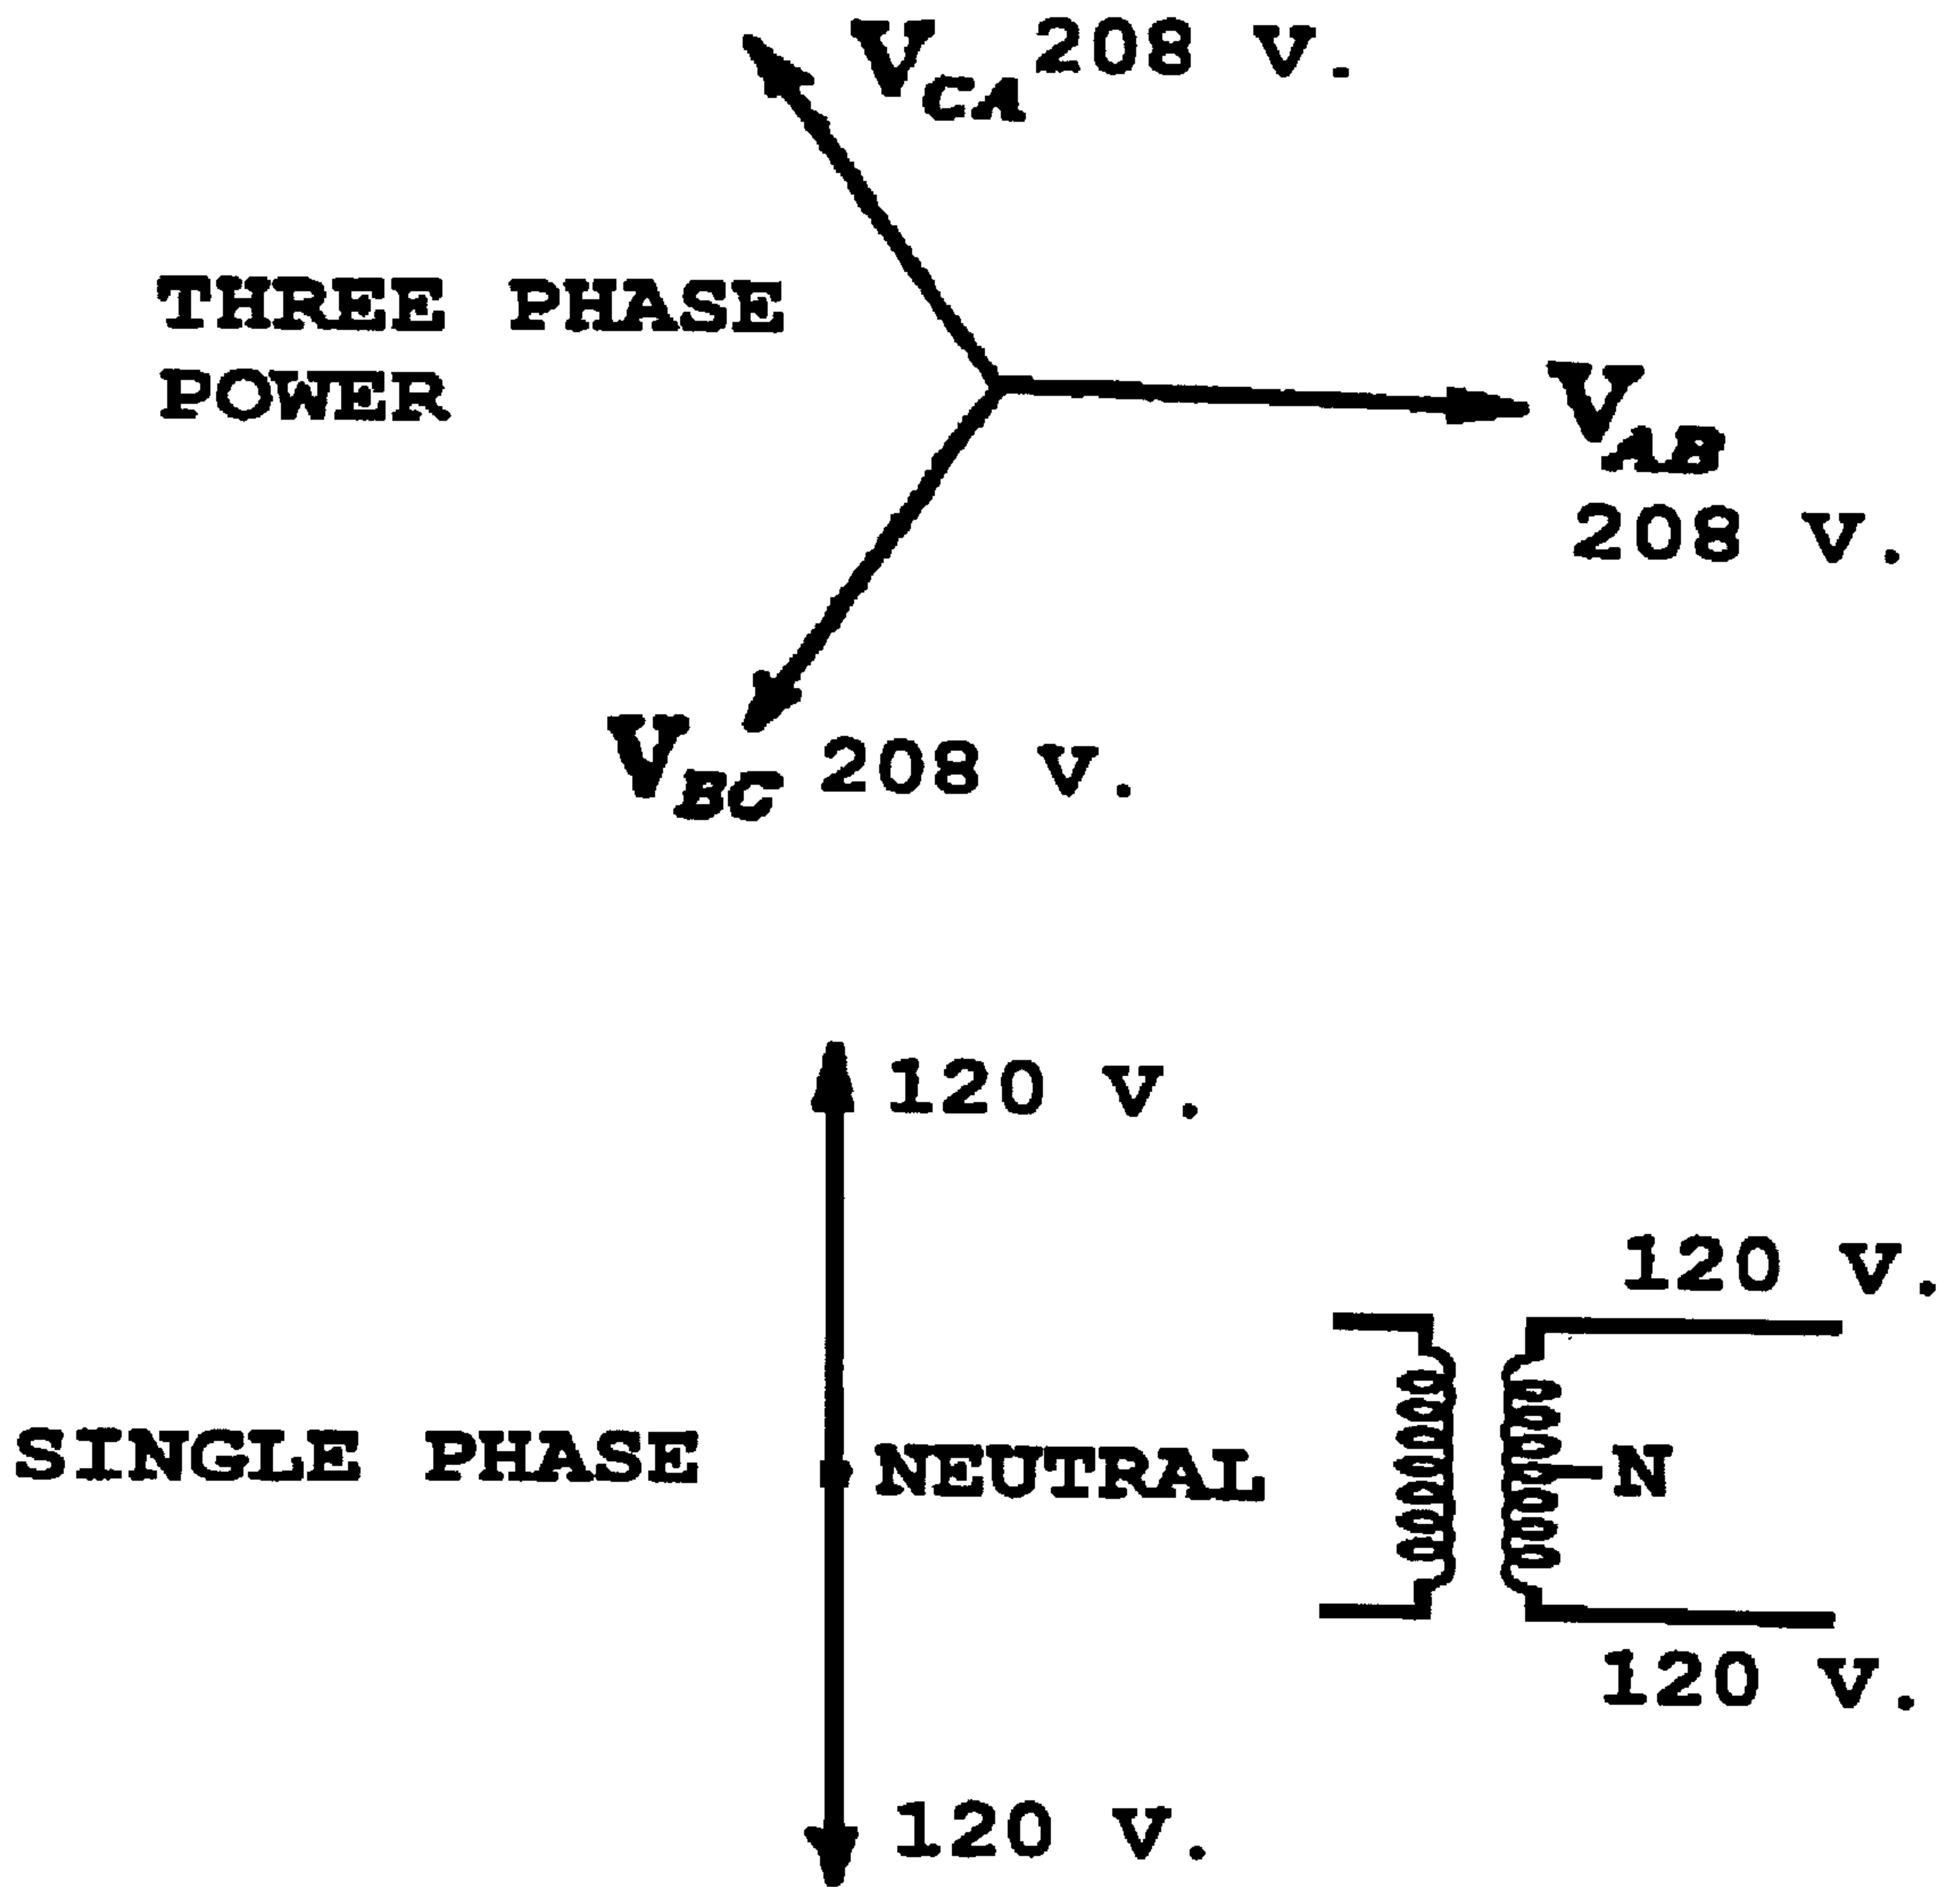 V_CA 208 v.
THREE PHASE
POWER
V_AB
208 v.
V_BC 208 v.
120 v.
120 v.
SINGLE PHASE
NEUTRAL
N
120 v.
120 v.